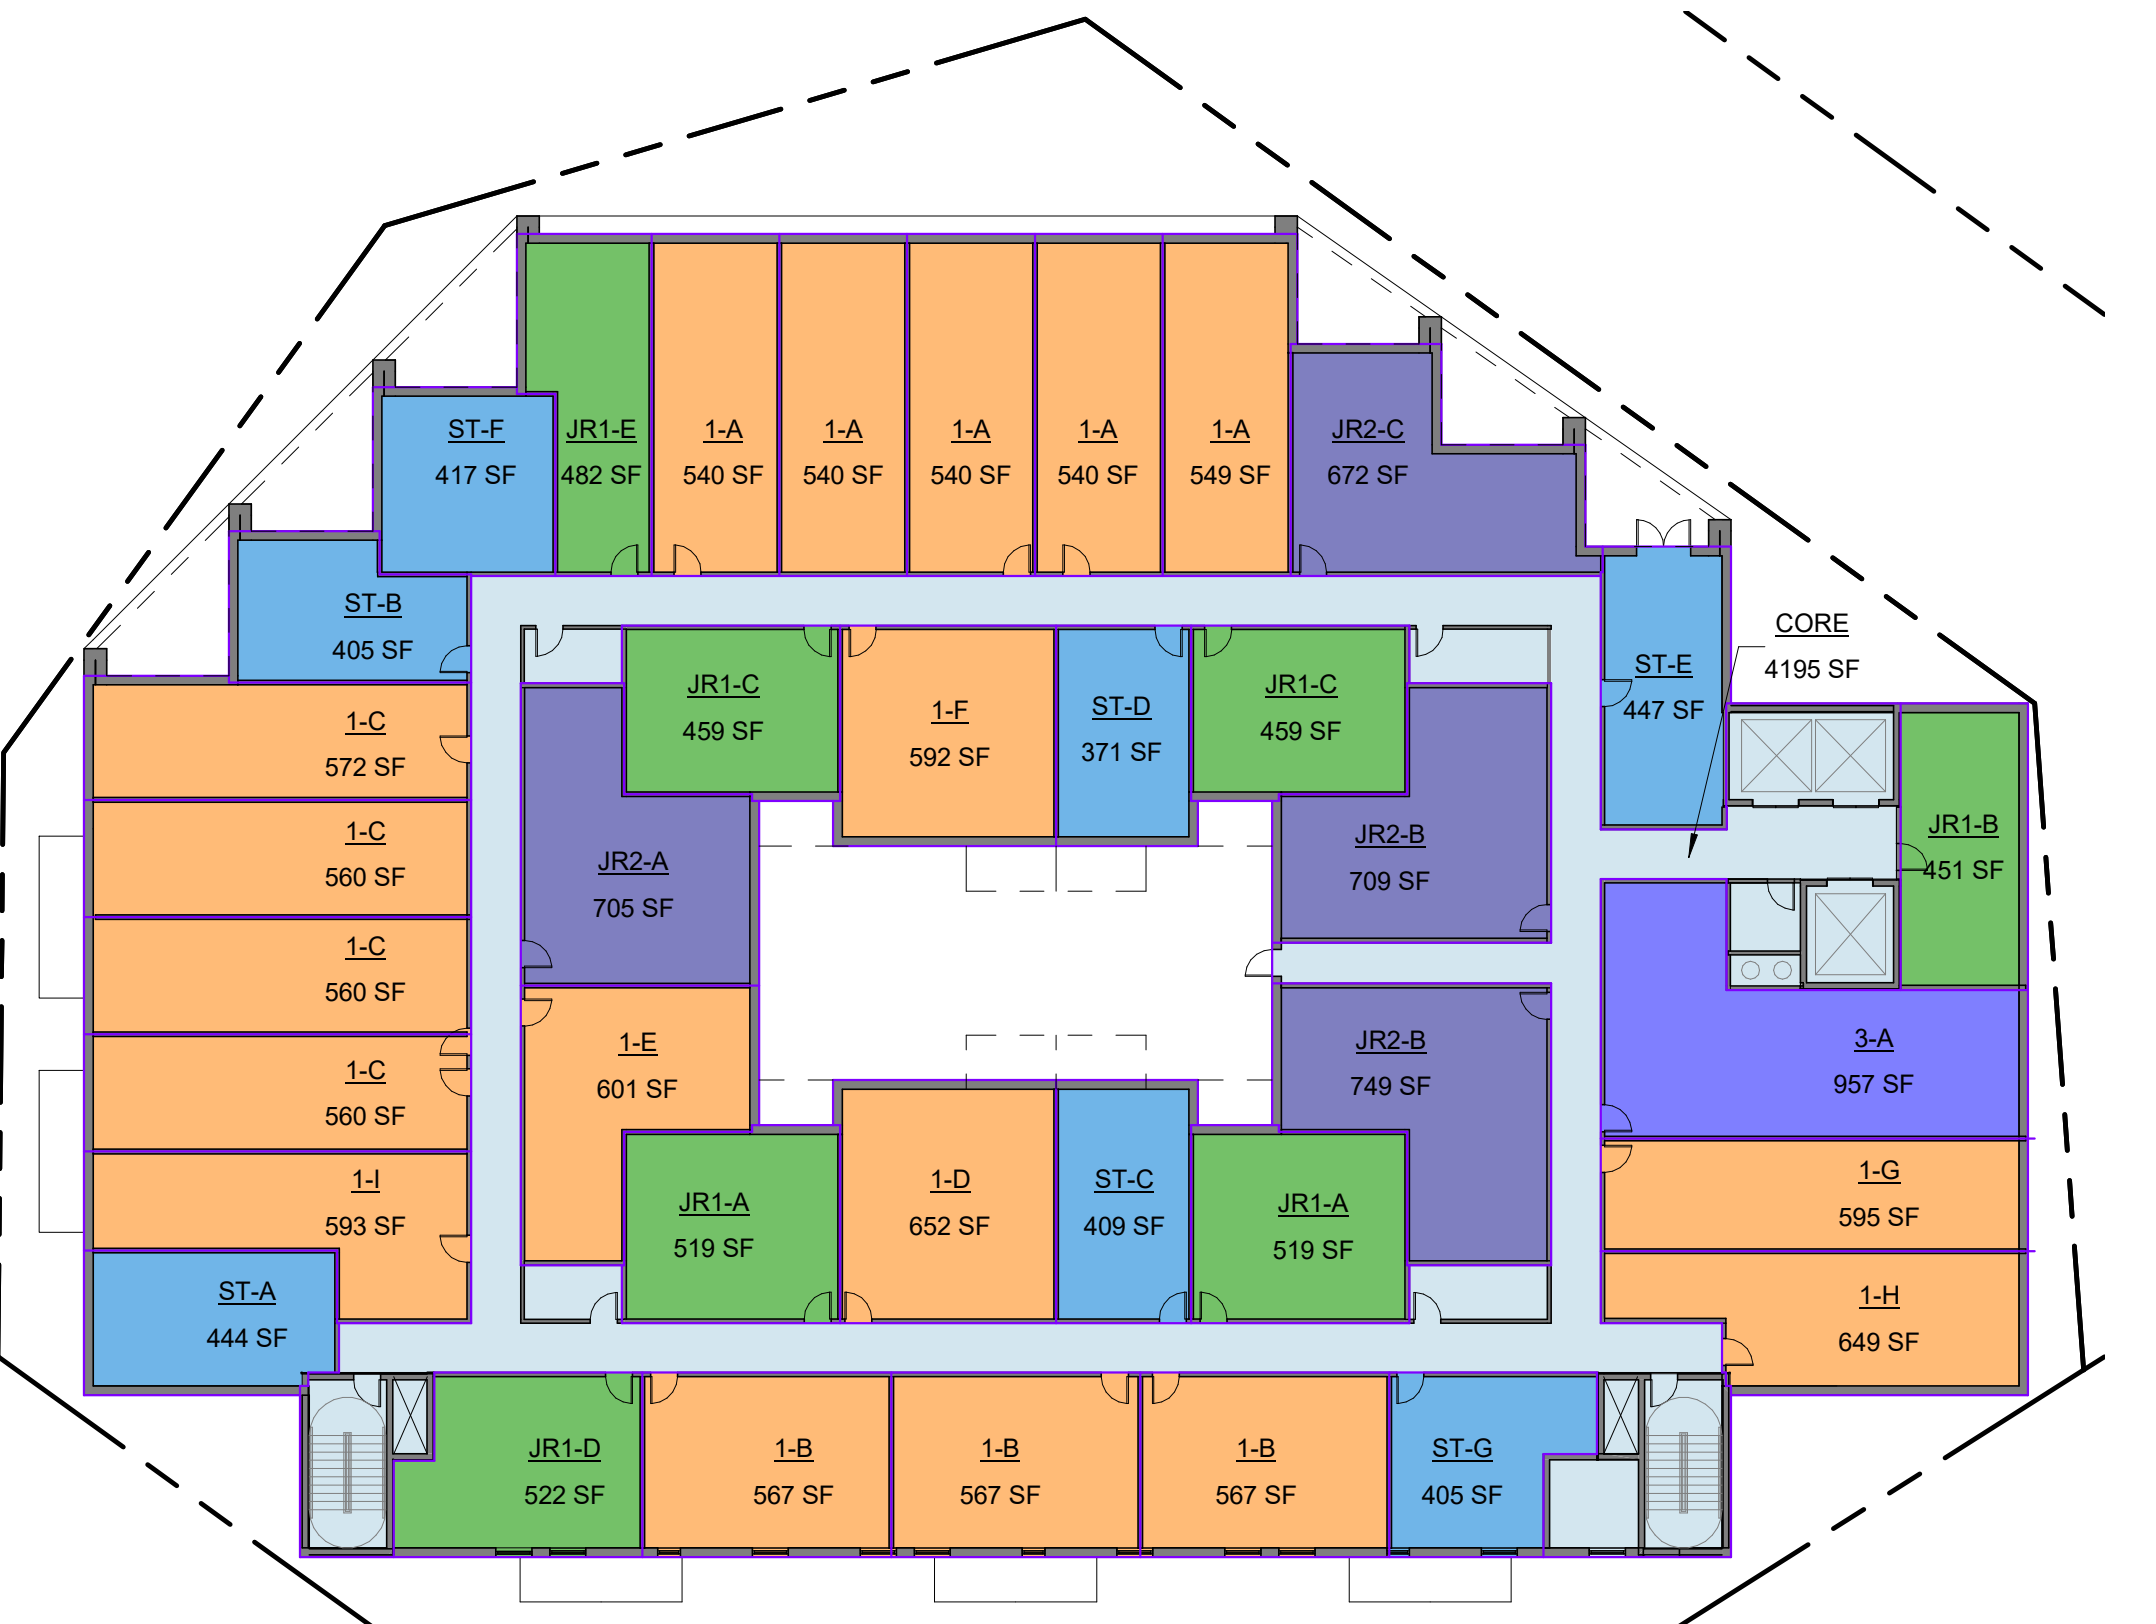 ST-F
417 SF
JR1-E
482 SF
1-A
540 SF
1-A
540 SF
1-A
540 SF
1-A
540 SF
1-A
549 SF
JR2-C
672 SF
ST-B
405 SF
CORE
4195 SF
ST-E
447 SF
JR1-C
459 SF
1-F
592 SF
ST-D
371 SF
JR1-C
459 SF
1-C
572 SF
1-C
560 SF
1-C
560 SF
1-C
560 SF
1-I
593 SF
ST-A
444 SF
JR2-A
705 SF
JR2-B
709 SF
JR1-B
451 SF
1-E
601 SF
JR2-B
749 SF
3-A
957 SF
JR1-A
519 SF
1-D
652 SF
ST-C
409 SF
JR1-A
519 SF
1-G
595 SF
1-H
649 SF
JR1-D
522 SF
1-B
567 SF
1-B
567 SF
1-B
567 SF
ST-G
405 SF